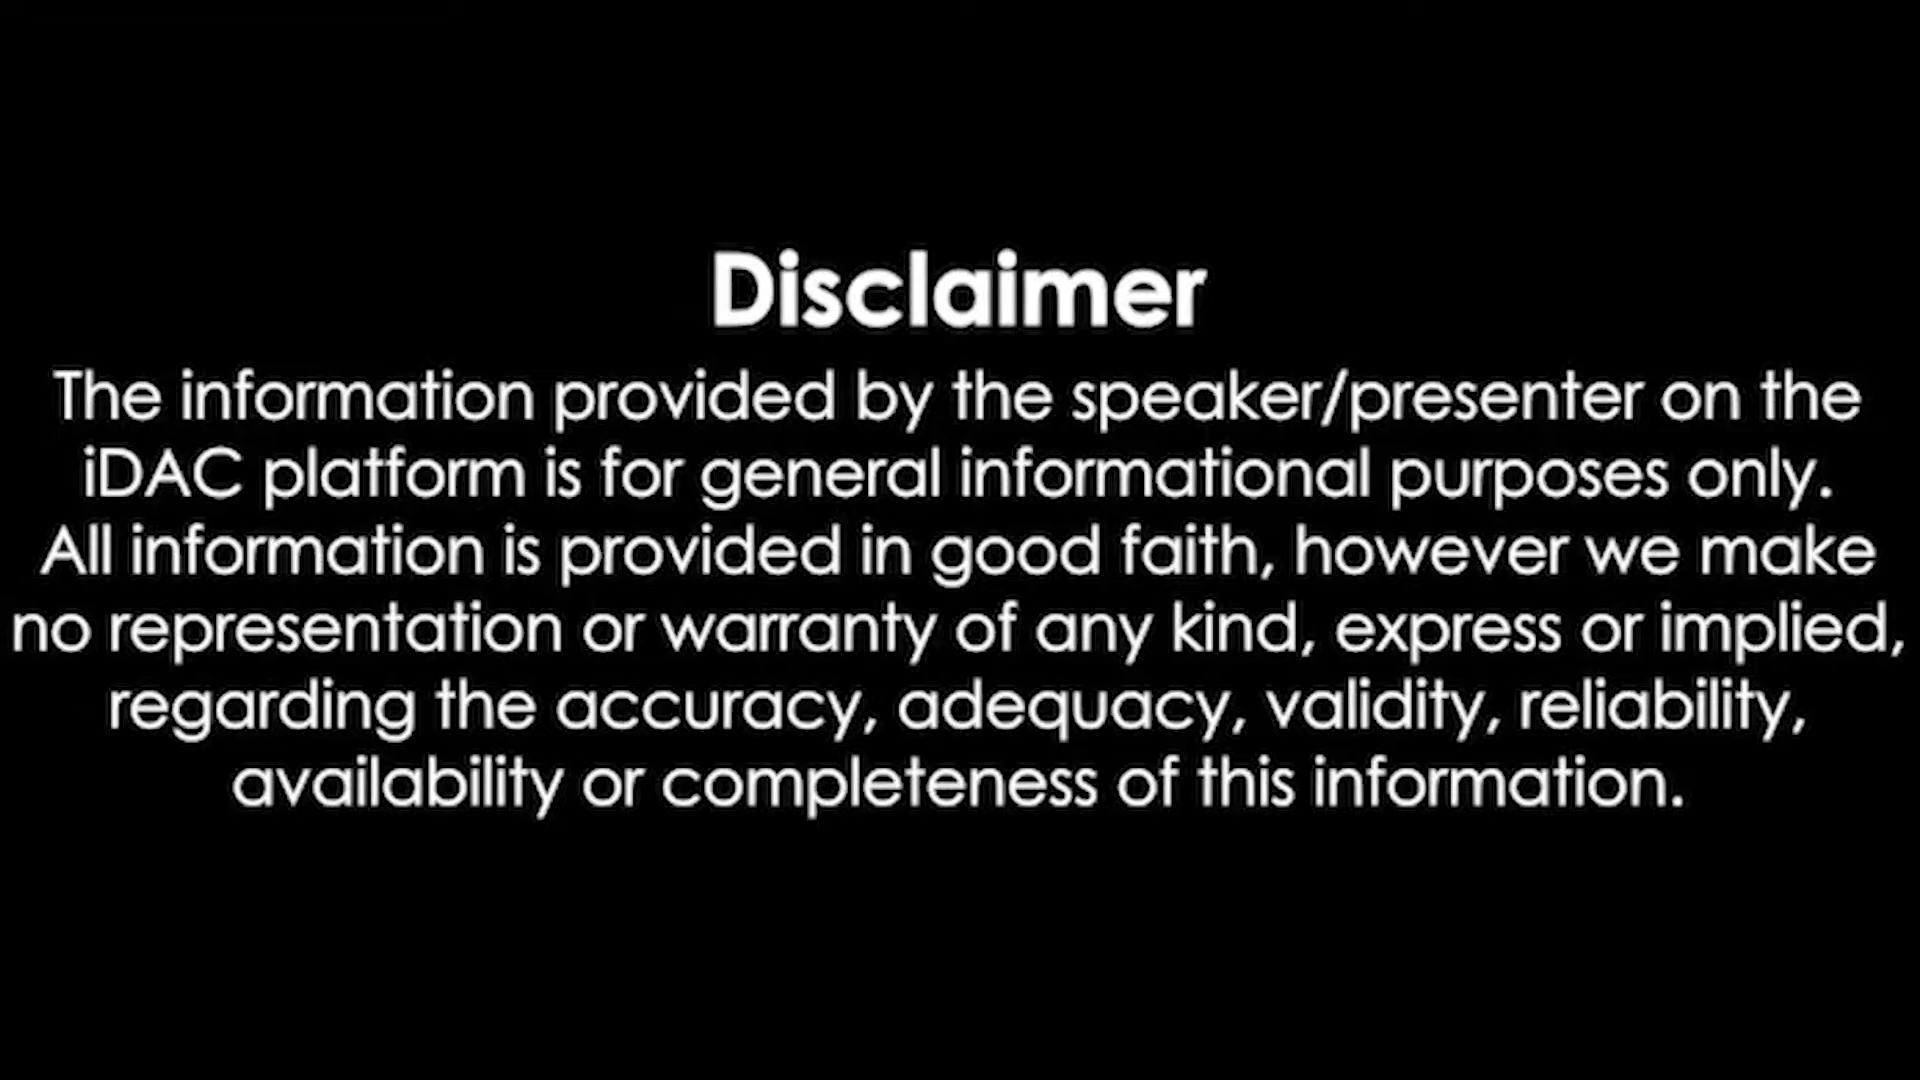 Disclaimer
The information provided by the speaker/presenter on the
iDAC platform is for general informational purposes only.
All information is provided in good faith, however we make
no representation or warranty of any kind, express or implied,
regarding the accuracy, adequacy, validity, reliability,
availability or completeness of this information.